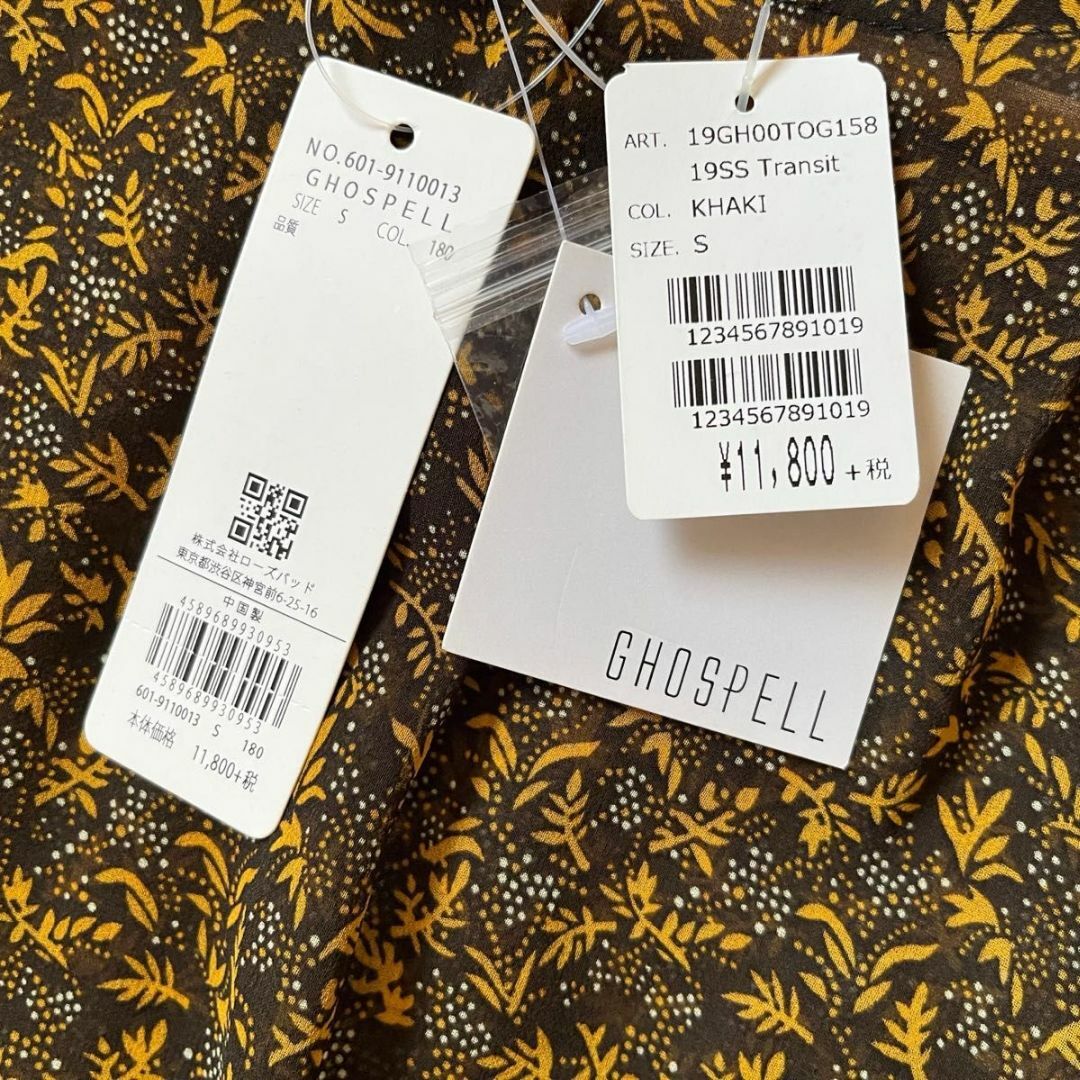 NO.601-9110013
GHOSPELL
SIZE S COL. 180
品質
株式会社ローズバッド
東京都渋谷区神宮前6-25-16
中国製
4589689930953
4589689930953
601-9110013 S 180
本体価格
11,800+税
ART. 19GH00TOG158
19SS Transit
COL. KHAKI
SIZE. S
1234567891019
1234567891019
¥11,800 +税
GHOSPELL